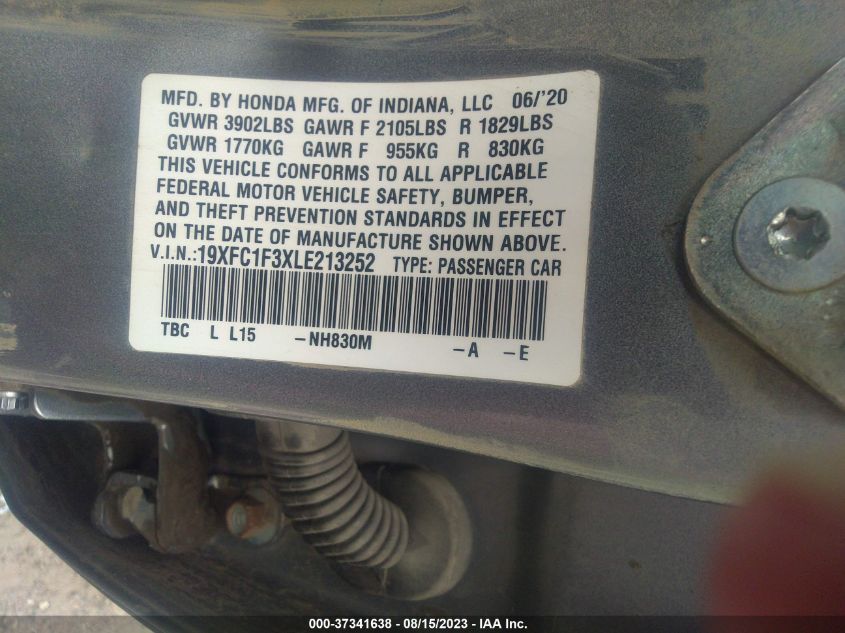 MFD. BY HONDA MFG. OF INDIANA, LLC 06/'20
GVWR 3902LBS GAWR F 2105LBS R 1829LBS
GVWR 1770KG GAWR F 955KG R 830KG
THIS VEHICLE CONFORMS TO ALL APPLICABLE
FEDERAL MOTOR VEHICLE SAFETY, BUMPER,
AND THEFT PREVENTION STANDARDS IN EFFECT
ON THE DATE OF MANUFACTURE SHOWN ABOVE.
V.I.N.:19XFC1F3XLE213252 TYPE: PASSENGER CAR
TBC L L15 -NH830M -A -E
000-37341638 - 08/15/2023 - IAA Inc.